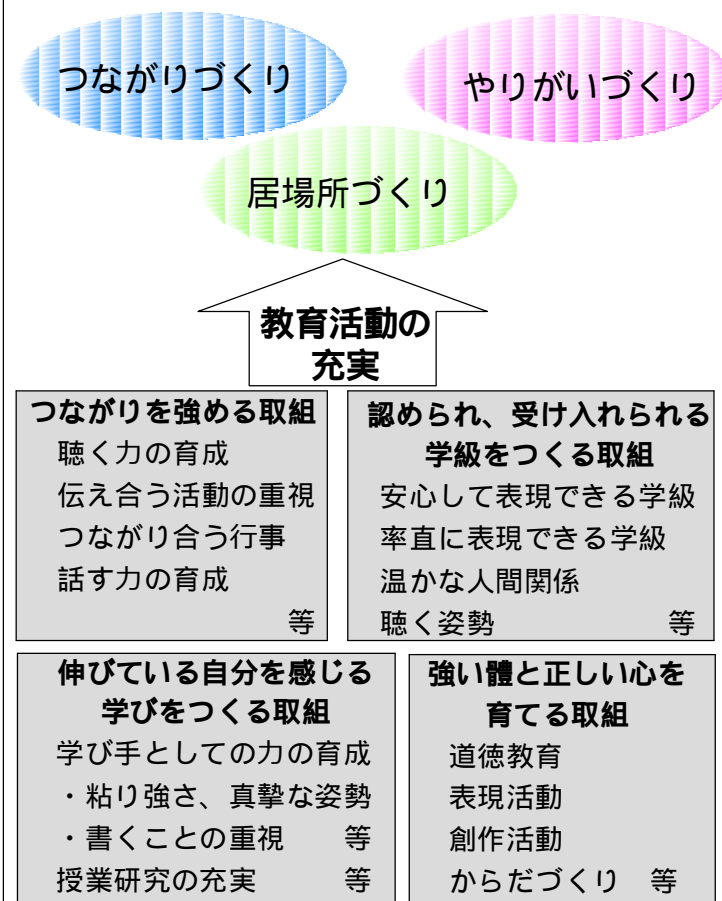 つながりづくり
やりがいづくり
居場所づくり
教育活動の
充実
つながりを強める取組
聴く力の育成
伝え合う活動の重視
つながり合う行事
話す力の育成
等
認められ、受け入れられる
学級をつくる取組
安心して表現できる学級
率直に表現できる学級
温かな人間関係
聴く姿勢 等
伸びている自分を感じる
学びをつくる取組
学び手としての力の育成
・粘り強さ、真摯な姿勢
・書くことの重視 等
授業研究の充実 等
強い體と正しい心を
育てる取組
道徳教育
表現活動
創作活動
からだづくり 等